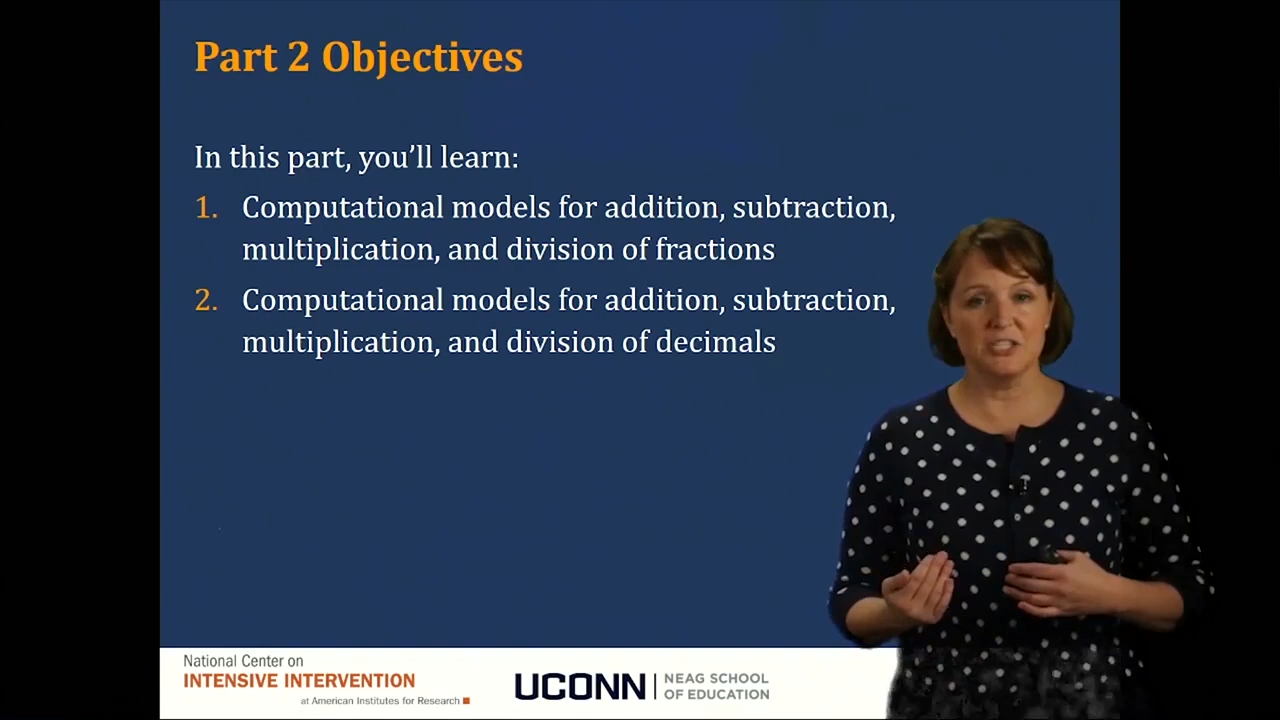 Part 2 Objectives
In this part, you’ll learn:
1. Computational models for addition, subtraction,
multiplication, and division of fractions
2. Computational models for addition, subtraction,
multiplication, and division of decimals
National Center on
INTENSIVE INTERVENTION
at American Institutes for Research
UCONN
NEAG SCHOOL
OF EDUCATION